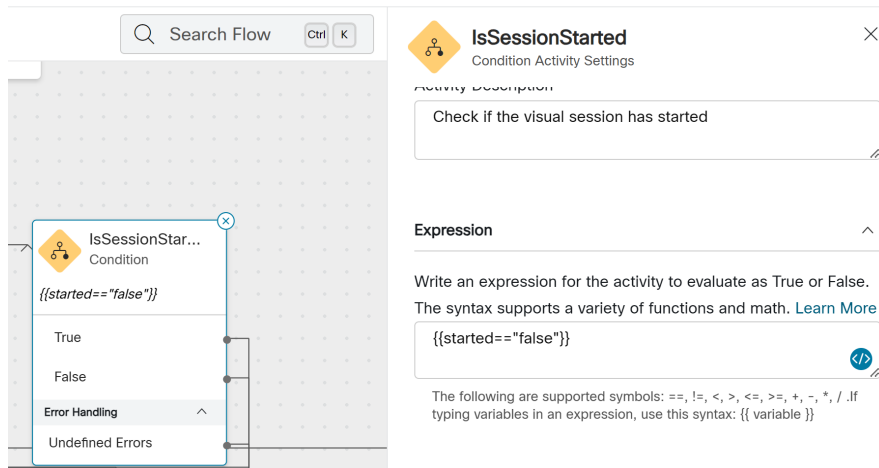 Search Flow
Ctrl
K
IsSessionStar...
Condition
{{started=="false"}}
True
False
Error Handling
Undefined Errors
IsSessionStarted
Condition Activity Settings
Activity Description
Check if the visual session has started
Expression
Write an expression for the activity to evaluate as True or False.
The syntax supports a variety of functions and math. Learn More
{{started=="false"}}
</>
The following are supported symbols: ==, !=, <, >, <=, >=, +, -, *, / .If
typing variables in an expression, use this syntax: {{ variable }}